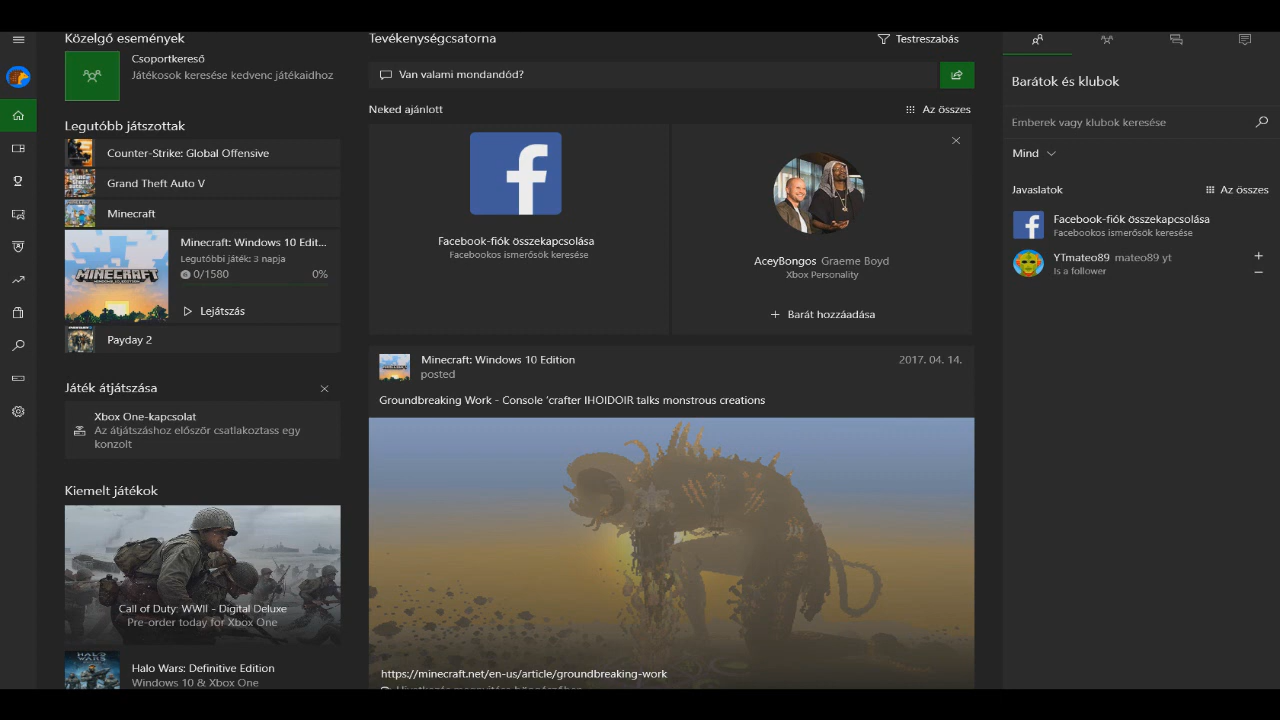 Közelgő események
Csoportkereső
Játékosok keresése kedvenc játékaidhoz
Legutóbb játszottak
Counter-Strike: Global Offensive
Grand Theft Auto V
Minecraft
MINECRAFT
Minecraft: Windows 10 Edit...
Legutóbbi játék: 3 napja
0/1580 0%
Lejátszás
Payday 2
Játék átjátszása
Xbox One-kapcsolat
Az átjátszáshoz először csatlakoztass egy
konzolt
Kiemelt játékok
Call of Duty: WWII - Digital Deluxe
Pre-order today for Xbox One
Halo Wars: Definitive Edition
Windows 10 & Xbox One
Tevékenységcsatorna
Testreszabás
Van valami mondandód?
Neked ajánlott
Az összes
Facebook-fiók összekapcsolása
Facebookos ismerősök keresése
AceyBongos Graeme Boyd
Xbox Personality
+ Barát hozzáadása
Minecraft: Windows 10 Edition
posted
2017. 04. 14.
Groundbreaking Work - Console 'crafter IHOIDOIR talks monstrous creations
https://minecraft.net/en-us/article/groundbreaking-work
Barátok és klubok
Emberek vagy klubok keresése
Mind
Javaslatok
Az összes
Facebook-fiók összekapcsolása
Facebookos ismerősök keresése
YTmateo89 mateo89 yt
Is a follower